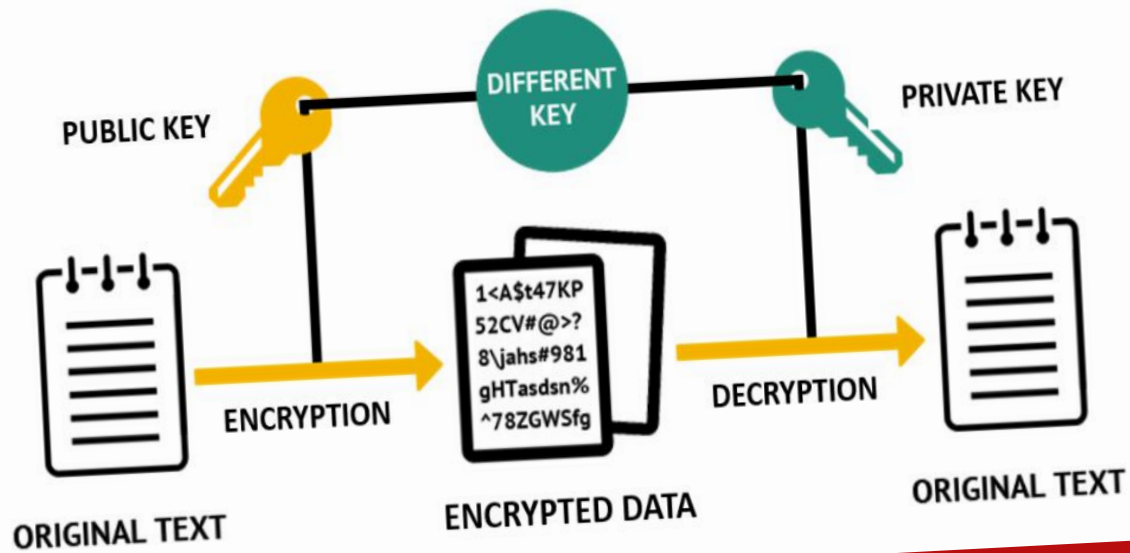 DIFFERENT
KEY
PUBLIC KEY
PRIVATE KEY
1<A$t47KP
52CV#@>?
8\jahs#981
gHTasdsn%
^78ZGWSfg
ENCRYPTION
DECRYPTION
ORIGINAL TEXT
ENCRYPTED DATA
ORIGINAL TEXT